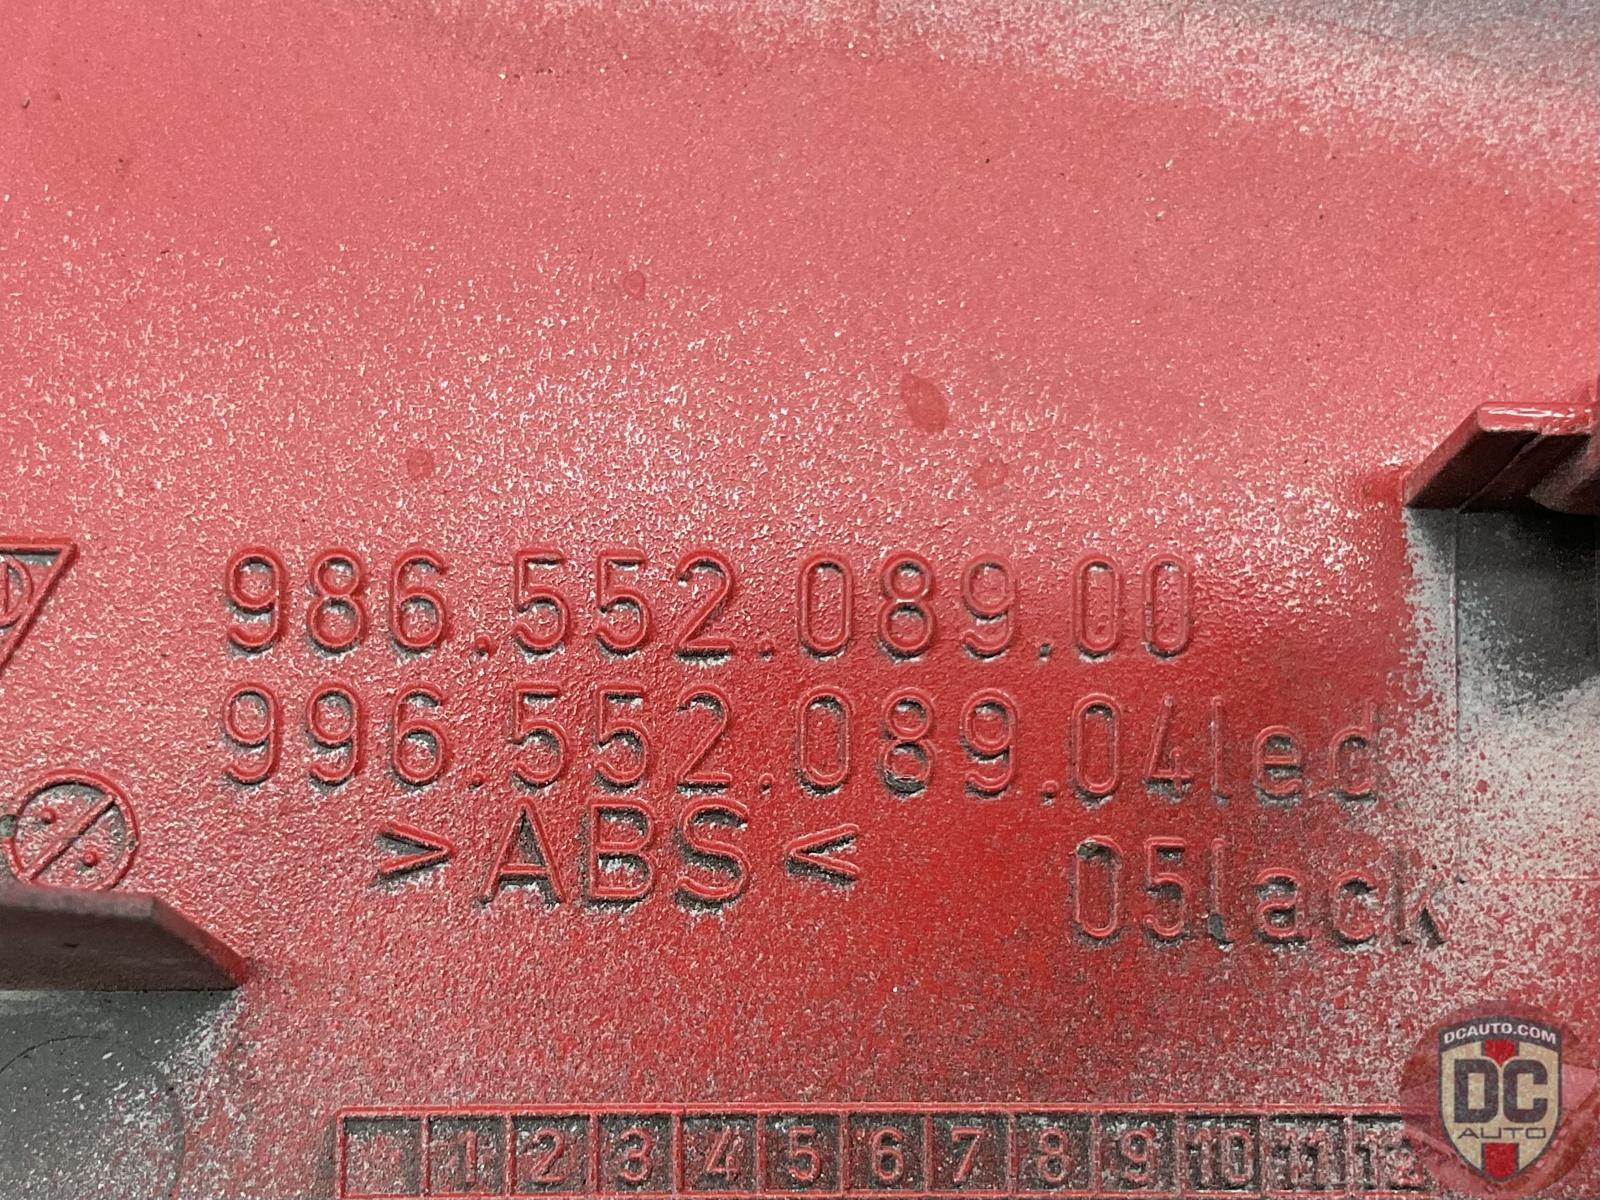 986.552.089.00
996.552.089.04led
>ABS< 05lack
1 2 3 4 5 6 7 8 9 10 11 12
DCAUTO.COM
DC
AUTO